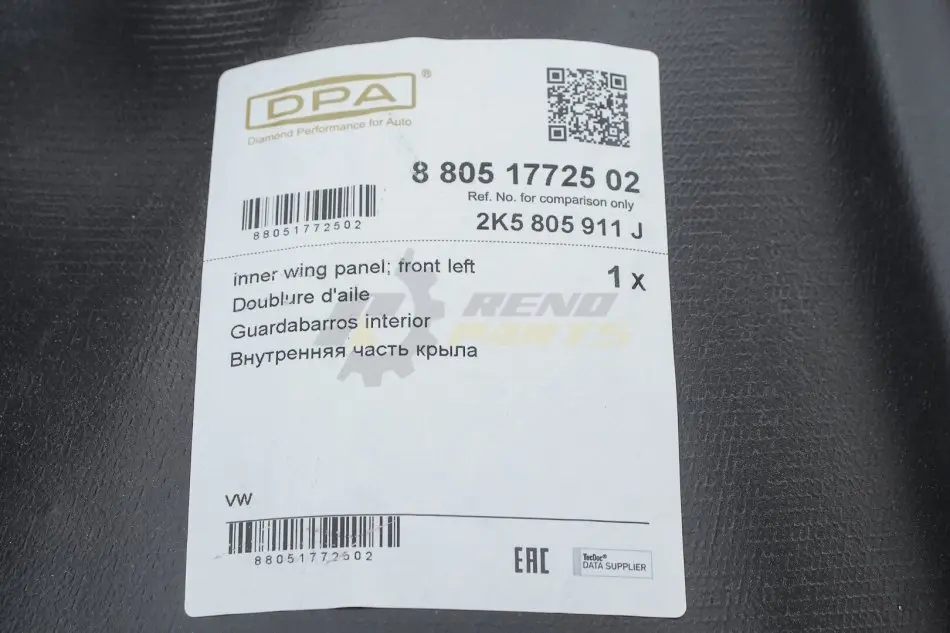 DPA®
Diamond Performance for Auto
8 805 17725 02
Ref. No. for comparison only
88051772502
2K5 805 911 J
inner wing panel; front left
1 x
Doublure d'aile
Guardabarros interior
Внутренняя часть крыла
RENO
PARTS
VW
88051772502
EAC
TecDoc®
DATA SUPPLIER